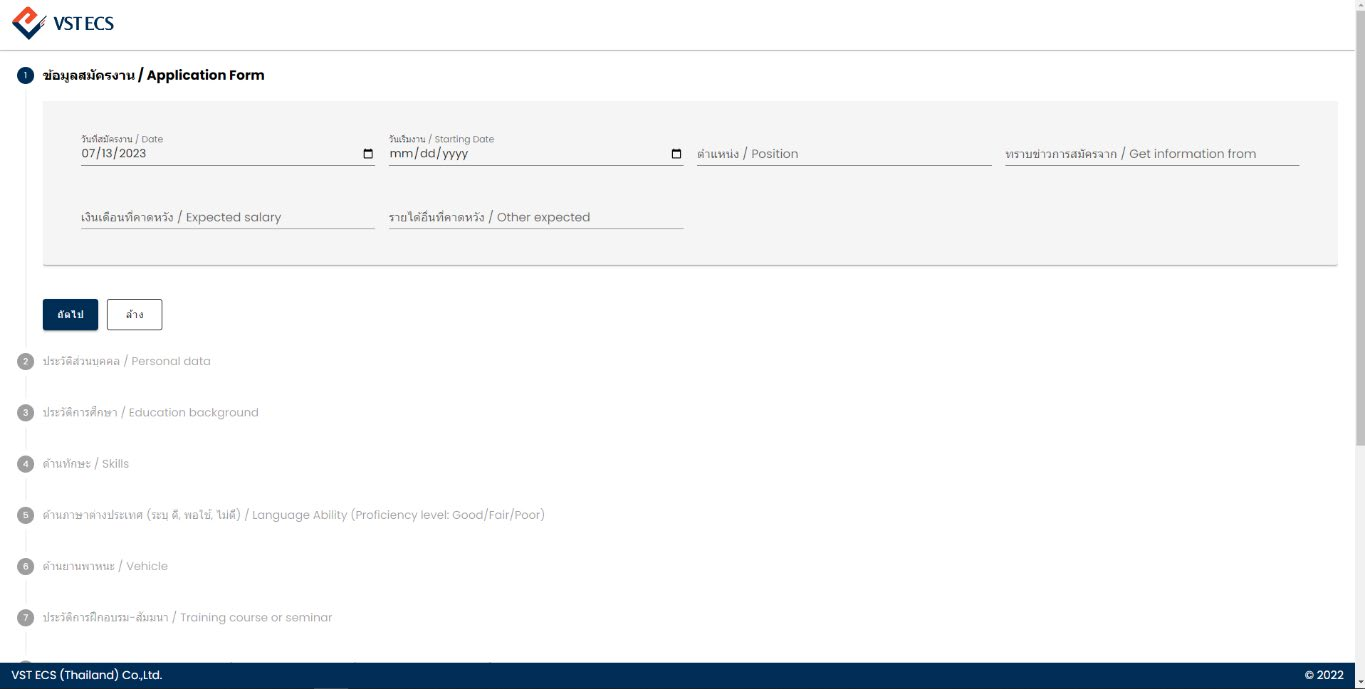 VST ECS
1 ข้อมูลสมัครงาน / Application Form
วันที่สมัครงาน / Date
07/13/2023
วันเริ่มงาน / Starting Date
mm/dd/yyyy
ตำแหน่ง / Position
ทราบข่าวการสมัครจาก / Get information from
เงินเดือนที่คาดหวัง / Expected salary
รายได้อื่นที่คาดหวัง / Other expected
ถัดไป
ล้าง
2 ประวัติส่วนบุคคล / Personal data
3 ประวัติการศึกษา / Education background
4 ด้านทักษะ / Skills
5 ด้านภาษาต่างประเทศ (ระบุ ดี, พอใช้, ไม่ดี) / Language Ability (Proficiency level: Good/Fair/Poor)
6 ด้านยานพาหนะ / Vehicle
7 ประวัติการฝึกอบรม-สัมมนา / Training course or seminar
VST ECS (Thailand) Co.,Ltd.
© 2022